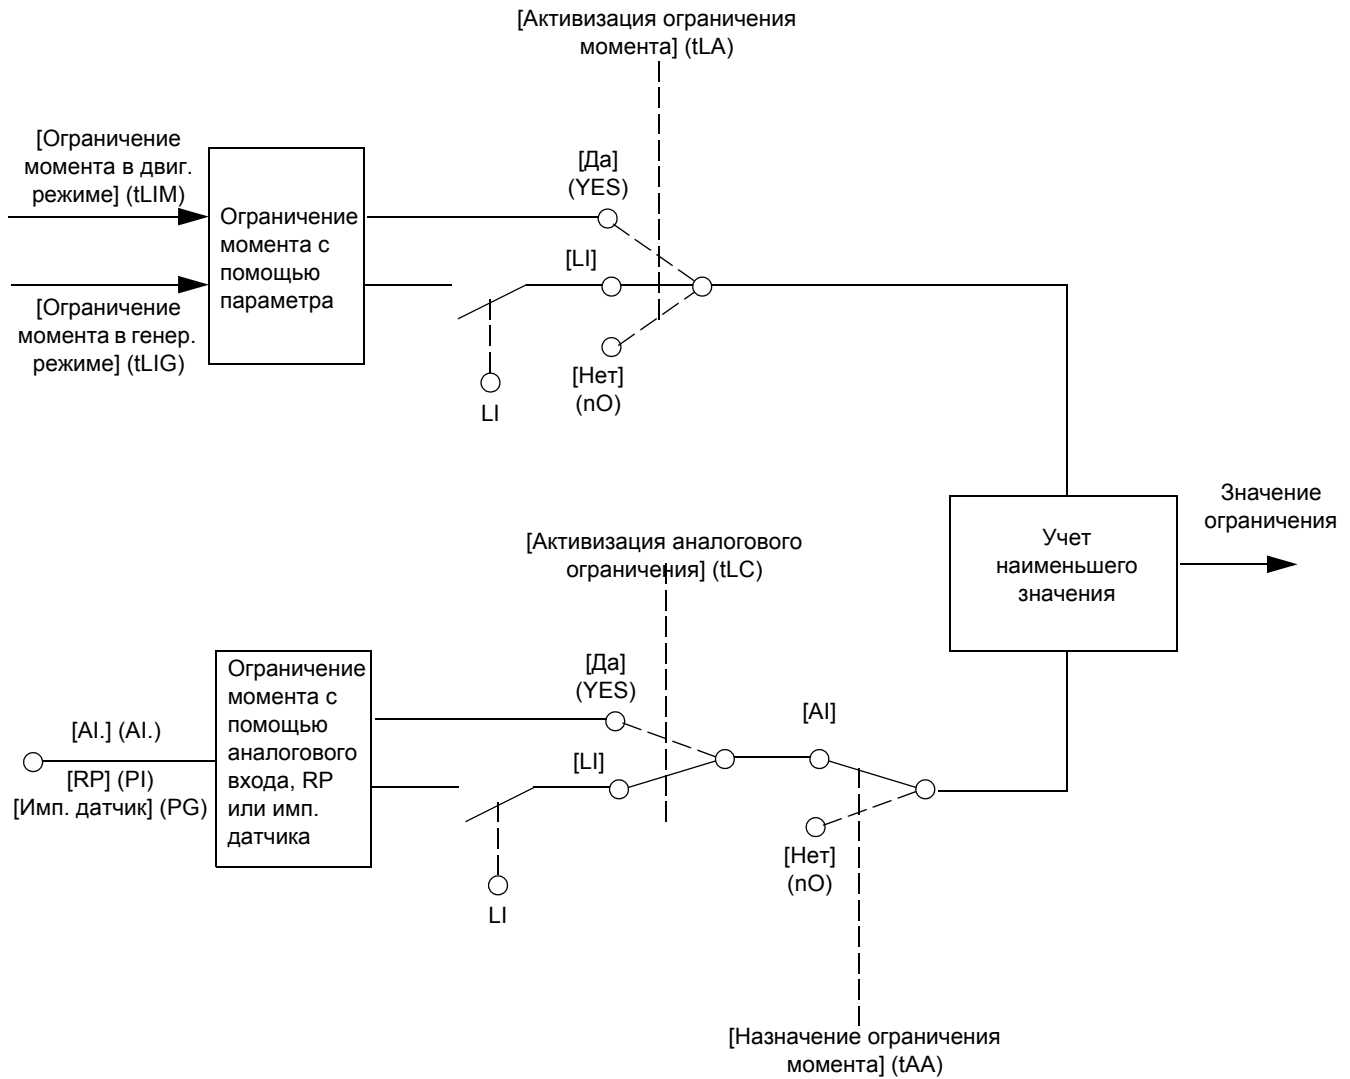 [Активизация ограничения
момента] (tLA)
[Ограничение
момента в двиг.
режиме] (tLIM)
[Да]
(YES)
Ограничение
момента с
помощью
параметра
[LI]
[Ограничение
момента в генер.
режиме] (tLIG)
[Нет]
(nO)
LI
Значение
ограничения
Учет
наименьшего
значения
[Активизация аналогового
ограничения] (tLC)
Ограничение
момента с
помощью
аналогового
входа, RP
или имп.
датчика
[Да]
(YES)
[AI]
[AI.] (AI.)
[LI]
[RP] (PI)
[Имп. датчик] (PG)
[Нет]
(nO)
LI
[Назначение ограничения
момента] (tAA)